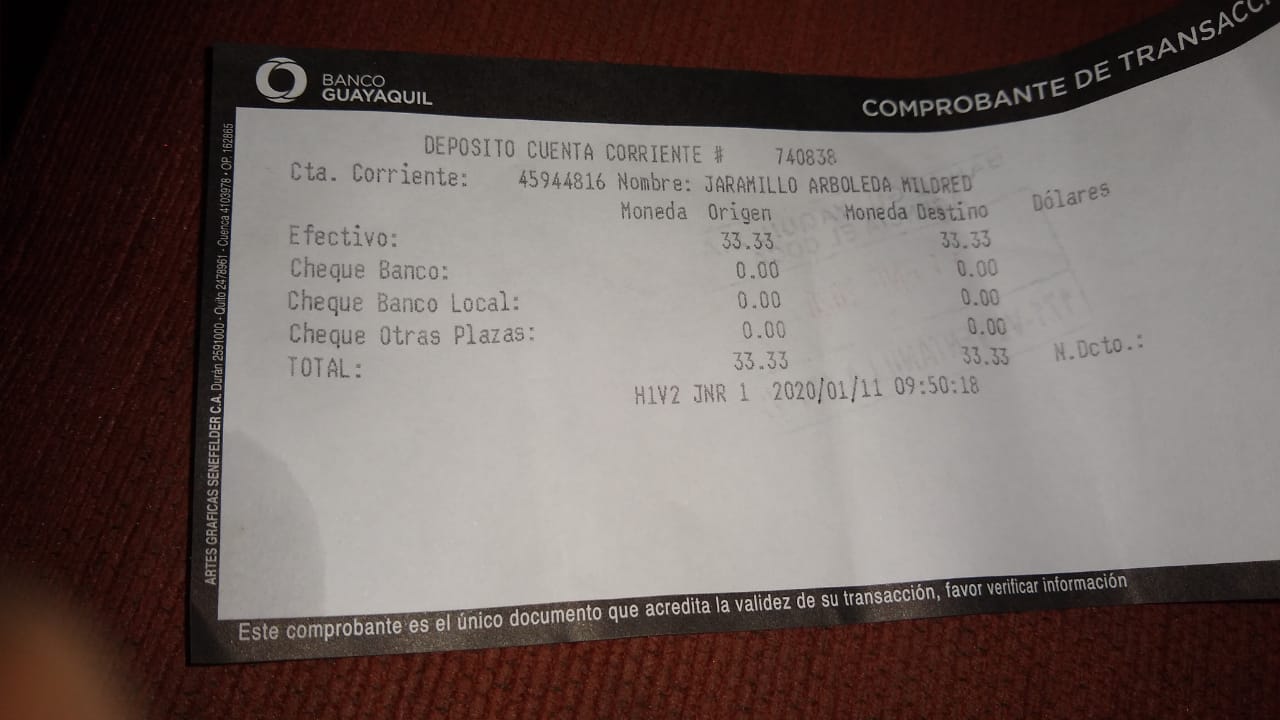 BANCO
GUAYAQUIL
COMPROBANTE DE TRANSACC
DEPOSITO CUENTA CORRIENTE # 740838
Cta. Corriente: 45944816 Nombre: JARAMILLO ARBOLEDA MILDRED
Moneda Origen Moneda Destino Dólares
Efectivo: 33.33 33.33
Cheque Banco: 0.00 0.00
Cheque Banco Local: 0.00 0.00
Cheque Otras Plazas: 0.00 0.00
TOTAL: 33.33 33.33 N.Dcto.:
H1V2 JNR 1 2020/01/11 09:50:18
Este comprobante es el único documento que acredita la validez de su transacción, favor verificar información
ARTES GRAFICAS SENEFELDER C.A. Durán 2591000 - Quito 2478961 - Cuenca 4103978 - OP. 162865